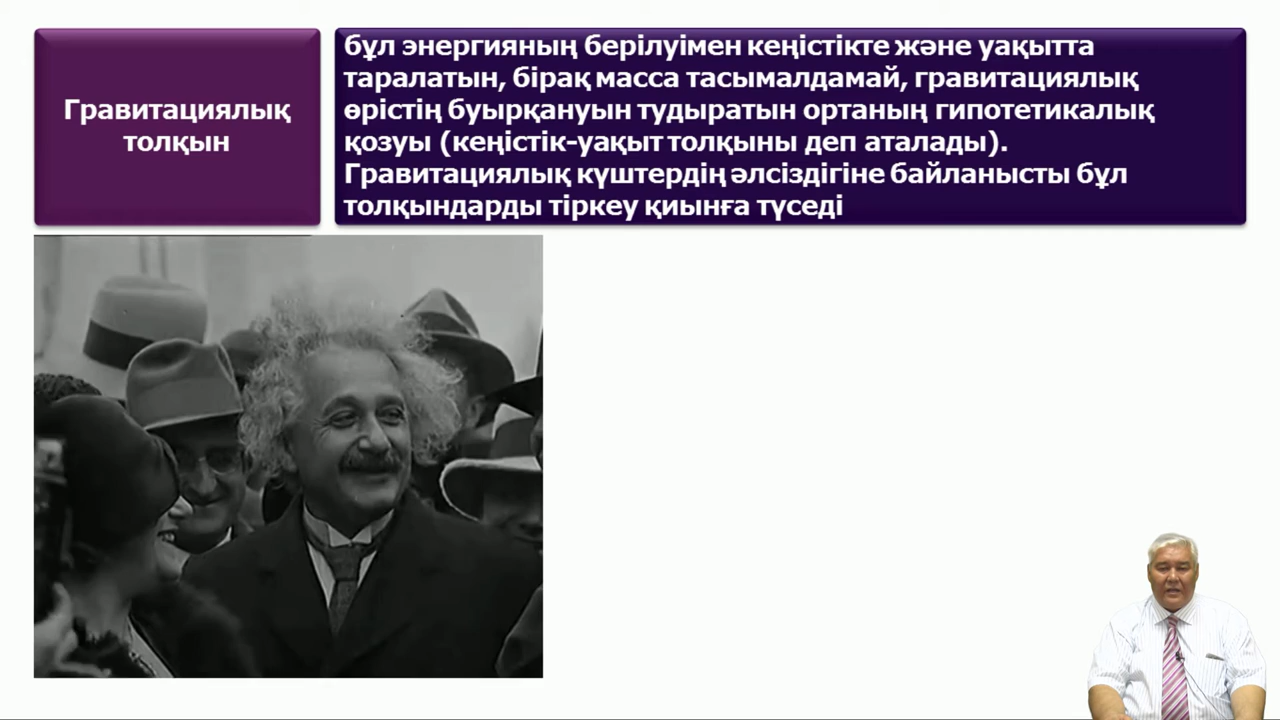 Гравитациялық
толқын
бұл энергияның берілуімен кеңістікте және уақытта
таралатын, бірақ масса тасымалдамай, гравитациялық
өрістің буырқануын тудыратын ортаның гипотетикалық
қозуы (кеңістік-уақыт толқыны деп аталады).
Гравитациялық күштердің әлсіздігіне байланысты бұл
толқындарды тіркеу қиынға түседі